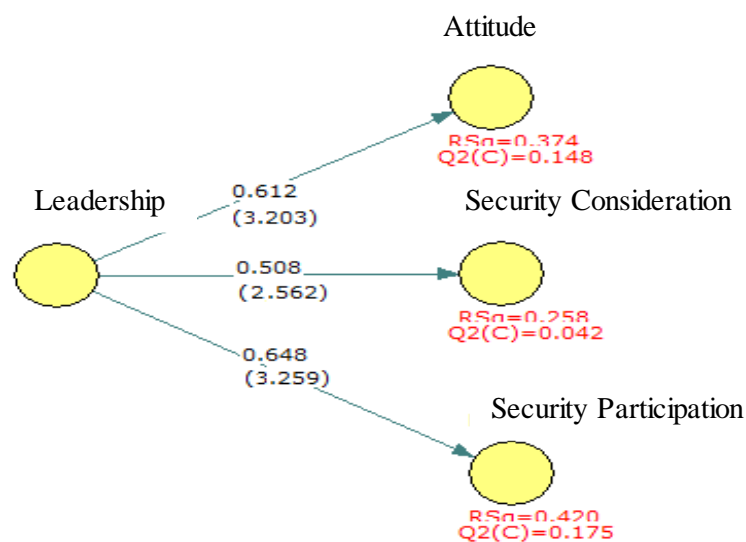 Attitude
RSq=0.374
Q2(C)=0.148
0.612
(3.203)
Leadership
Security Consideration
0.508
(2.562)
RSq=0.258
Q2(C)=0.042
0.648
(3.259)
Security Participation
RSq=0.420
Q2(C)=0.175